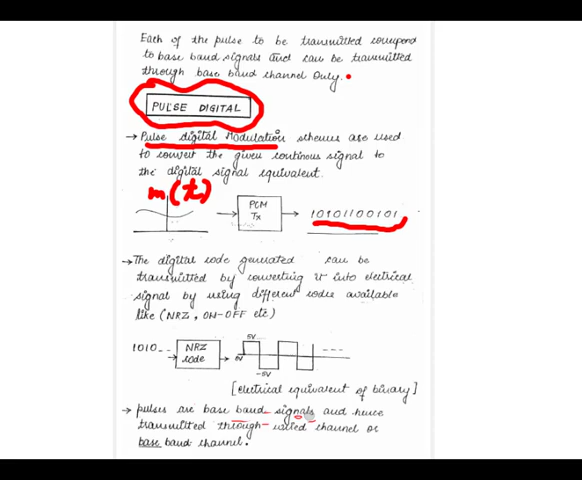 Each of the pulse to be transmitted correspond
to base band signals and can be transmitted
through base band channel only.
PULSE DIGITAL
→ Pulse digital Modulation schemes are used
to convert the given continous signal to
the digital signal equivalent.
m(t)
PCM
Tx
10101100101
→ The digital code generated can be
transmitted by converting it into electrical
signal by using different codes available
like (NRZ, ON-OFF etc)
1010..
NRZ
code
5V
0V
-5V
[electrical equivalent of binary]
→ pulses are base band signals and hence
transmitted through channel or
base band channel.